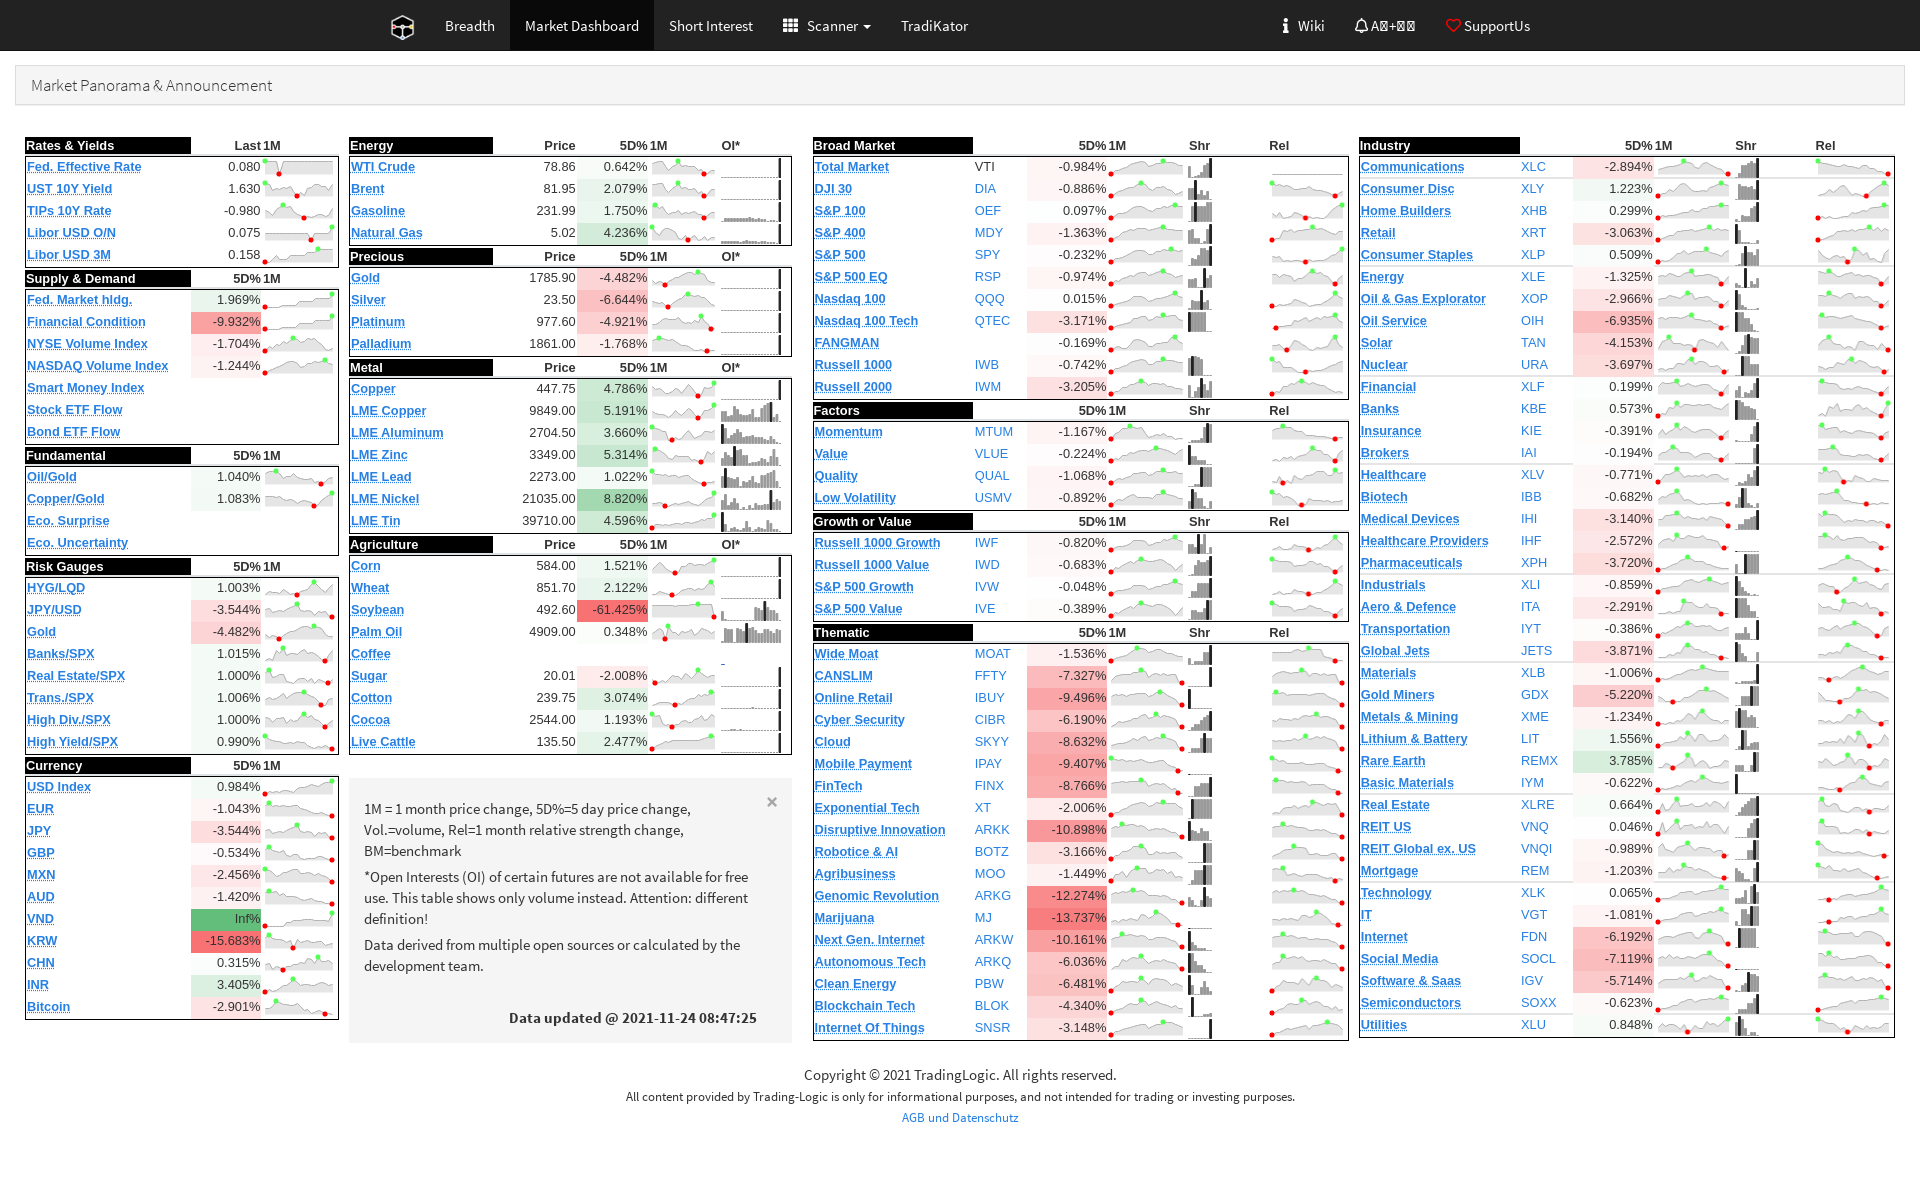 Breadth Market Dashboard Short Interest Scanner TradiKator Wiki SupportUs
Market Panorama & Announcement
Rates & Yields Last 1M
Fed. Effective Rate 0.080
UST 10Y Yield 1.630
TIPs 10Y Rate -0.980
Libor USD O/N 0.075
Libor USD 3M 0.158
Supply & Demand 5D% 1M
Fed. Market hldg. 1.969%
Financial Condition -9.932%
NYSE Volume Index -1.704%
NASDAQ Volume Index -1.244%
Smart Money Index
Stock ETF Flow
Bond ETF Flow
Fundamental 5D% 1M
Oil/Gold 1.040%
Copper/Gold 1.083%
Eco. Surprise
Eco. Uncertainty
Risk Gauges 5D% 1M
HYG/LQD 1.003%
JPY/USD -3.544%
Gold -4.482%
Banks/SPX 1.015%
Real Estate/SPX 1.000%
Trans./SPX 1.006%
High Div./SPX 1.000%
High Yield/SPX 0.990%
Currency 5D% 1M
USD Index 0.984%
EUR -1.043%
JPY -3.544%
GBP -0.534%
MXN -2.456%
AUD -1.420%
VND Inf%
KRW -15.683%
CHN 0.315%
INR 3.405%
Bitcoin -2.901%
Energy Price 5D% 1M OI*
WTI Crude 78.86 0.642%
Brent 81.95 2.079%
Gasoline 231.99 1.750%
Natural Gas 5.02 4.236%
Precious Price 5D% 1M OI*
Gold 1785.90 -4.482%
Silver 23.50 -6.644%
Platinum 977.60 -4.921%
Palladium 1861.00 -1.768%
Metal Price 5D% 1M OI*
Copper 447.75 4.786%
LME Copper 9849.00 5.191%
LME Aluminum 2704.50 3.660%
LME Zinc 3349.00 5.314%
LME Lead 2273.00 1.022%
LME Nickel 21035.00 8.820%
LME Tin 39710.00 4.596%
Agriculture Price 5D% 1M OI*
Corn 584.00 1.521%
Wheat 851.70 2.122%
Soybean 492.60 -61.425%
Palm Oil 4909.00 0.348%
Coffee -
Sugar 20.01 -2.008%
Cotton 239.75 3.074%
Cocoa 2544.00 1.193%
Live Cattle 135.50 2.477%
×
1M = 1 month price change, 5D%=5 day price change,
Vol.=volume, Rel=1 month relative strength change,
BM=benchmark
*Open Interests (OI) of certain futures are not available for free
use. This table shows only volume instead. Attention: different
definition!
Data derived from multiple open sources or calculated by the
development team.
Data updated @ 2021-11-24 08:47:25
Broad Market 5D% 1M Shr Rel
Total Market VTI -0.984%
DJI 30 DIA -0.886%
S&P 100 OEF 0.097%
S&P 400 MDY -1.363%
S&P 500 SPY -0.232%
S&P 500 EQ RSP -0.974%
Nasdaq 100 QQQ 0.015%
Nasdaq 100 Tech QTEC -3.171%
FANGMAN -0.169%
Russell 1000 IWB -0.742%
Russell 2000 IWM -3.205%
Factors 5D% 1M Shr Rel
Momentum MTUM -1.167%
Value VLUE -0.224%
Quality QUAL -1.068%
Low Volatility USMV -0.892%
Growth or Value 5D% 1M Shr Rel
Russell 1000 Growth IWF -0.820%
Russell 1000 Value IWD -0.683%
S&P 500 Growth IVW -0.048%
S&P 500 Value IVE -0.389%
Thematic 5D% 1M Shr Rel
Wide Moat MOAT -1.536%
CANSLIM FFTY -7.327%
Online Retail IBUY -9.496%
Cyber Security CIBR -6.190%
Cloud SKYY -8.632%
Mobile Payment IPAY -9.407%
FinTech FINX -8.766%
Exponential Tech XT -2.006%
Disruptive Innovation ARKK -10.898%
Robotice & AI BOTZ -3.166%
Agribusiness MOO -1.449%
Genomic Revolution ARKG -12.274%
Marijuana MJ -13.737%
Next Gen. Internet ARKW -10.161%
Autonomous Tech ARKQ -6.036%
Clean Energy PBW -6.481%
Blockchain Tech BLOK -4.340%
Internet Of Things SNSR -3.148%
Industry 5D% 1M Shr Rel
Communications XLC -2.894%
Consumer Disc XLY 1.223%
Home Builders XHB 0.299%
Retail XRT -3.063%
Consumer Staples XLP 0.509%
Energy XLE -1.325%
Oil & Gas Explorator XOP -2.966%
Oil Service OIH -6.935%
Solar TAN -4.153%
Nuclear URA -3.697%
Financial XLF 0.199%
Banks KBE 0.573%
Insurance KIE -0.391%
Brokers IAI -0.194%
Healthcare XLV -0.771%
Biotech IBB -0.682%
Medical Devices IHI -3.140%
Healthcare Providers IHF -2.572%
Pharmaceuticals XPH -3.720%
Industrials XLI -0.859%
Aero & Defence ITA -2.291%
Transportation IYT -0.386%
Global Jets JETS -3.871%
Materials XLB -1.006%
Gold Miners GDX -5.220%
Metals & Mining XME -1.234%
Lithium & Battery LIT 1.556%
Rare Earth REMX 3.785%
Basic Materials IYM -0.622%
Real Estate XLRE 0.664%
REIT US VNQ 0.046%
REIT Global ex. US VNQI -0.989%
Mortgage REM -1.203%
Technology XLK 0.065%
IT VGT -1.081%
Internet FDN -6.192%
Social Media SOCL -7.119%
Software & Saas IGV -5.714%
Semiconductors SOXX -0.623%
Utilities XLU 0.848%
Copyright © 2021 TradingLogic. All rights reserved.
All content provided by Trading-Logic is only for informational purposes, and not intended for trading or investing purposes.
AGB und Datenschutz